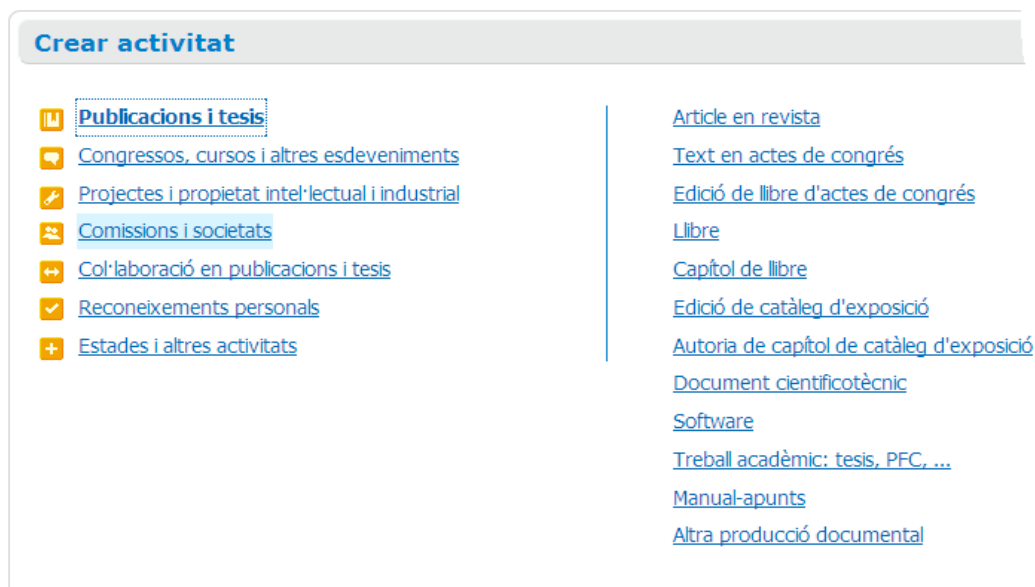 Crear activitat
Publicacions i tesis
Congressos, cursos i altres esdeveniments
Projectes i propietat intel·lectual i industrial
Comissions i societats
Col·laboració en publicacions i tesis
Reconeixements personals
Estades i altres activitats
Article en revista
Text en actes de congrés
Edició de llibre d'actes de congrés
Llibre
Capítol de llibre
Edició de catàleg d'exposició
Autoria de capítol de catàleg d'exposició
Document cientificotècnic
Software
Treball acadèmic: tesis, PFC, ...
Manual-apunts
Altra producció documental